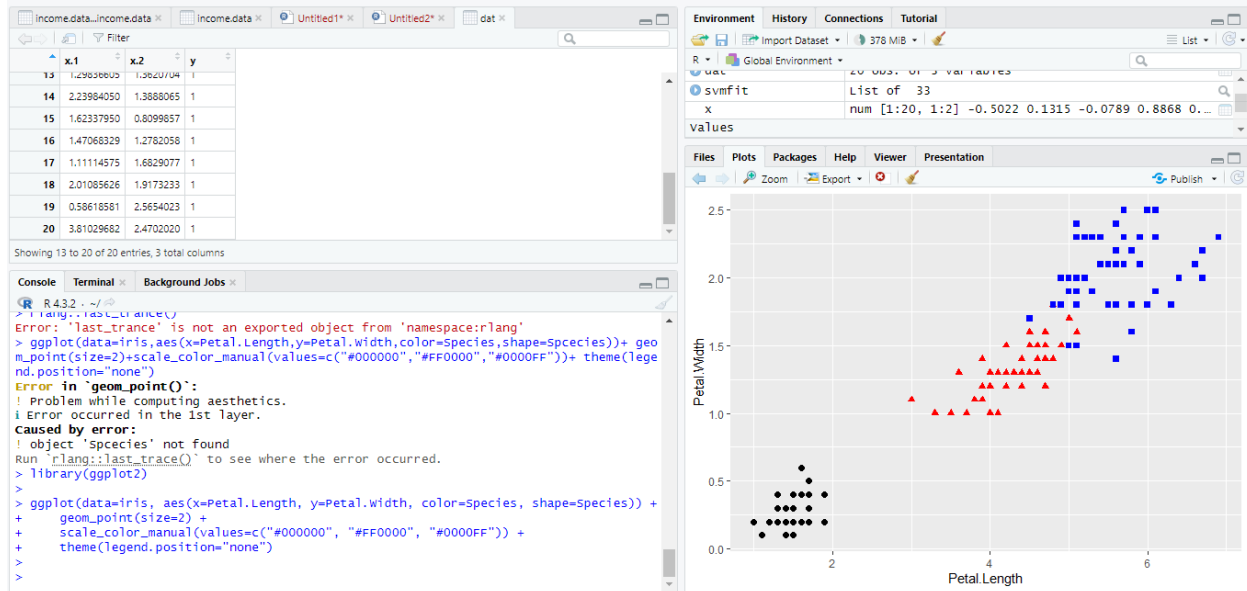 income.data...income.data
income.data
Untitled1*
Untitled2*
dat
Filter
x.1 x.2 y
13 1.29836605 1.3620704 1
14 2.23984050 1.3888065 1
15 1.62337950 0.8099857 1
16 1.47068329 1.2782058 1
17 1.11114575 1.6829077 1
18 2.01085626 1.9173233 1
19 0.58618581 2.5654023 1
20 3.81029682 2.4702020 1
Showing 13 to 20 of 20 entries, 3 total columns
Console Terminal Background Jobs
R 4.3.2 · ~/
> rlang::last_trance()
Error: 'last_trance' is not an exported object from 'namespace:rlang'
> ggplot(data=iris,aes(x=Petal.Length,y=Petal.Width,color=Species,shape=Spcecies))+ geo
m_point(size=2)+scale_color_manual(values=c("#000000","#FF0000","#0000FF"))+ theme(lege
nd.position="none")
Error in `geom_point()`:
! Problem while computing aesthetics.
i Error occurred in the 1st layer.
Caused by error:
! object 'Spcecies' not found
Run `rlang::last_trace()` to see where the error occurred.
> library(ggplot2)
>
> ggplot(data=iris, aes(x=Petal.Length, y=Petal.Width, color=Species, shape=Species)) +
+     geom_point(size=2) +
+     scale_color_manual(values=c("#000000", "#FF0000", "#0000FF")) +
+     theme(legend.position="none")
>
>
Environment History Connections Tutorial
Import Dataset 378 MiB List
R Global Environment
dat 20 obs. of 3 variables
svmfit List of 33
x num [1:20, 1:2] -0.5022 0.1315 -0.0789 0.8868 0...
Values
Files Plots Packages Help Viewer Presentation
Zoom Export Publish
2.5
2.0
1.5
1.0
0.5
0.0
Petal.Width
2 4 6
Petal.Length